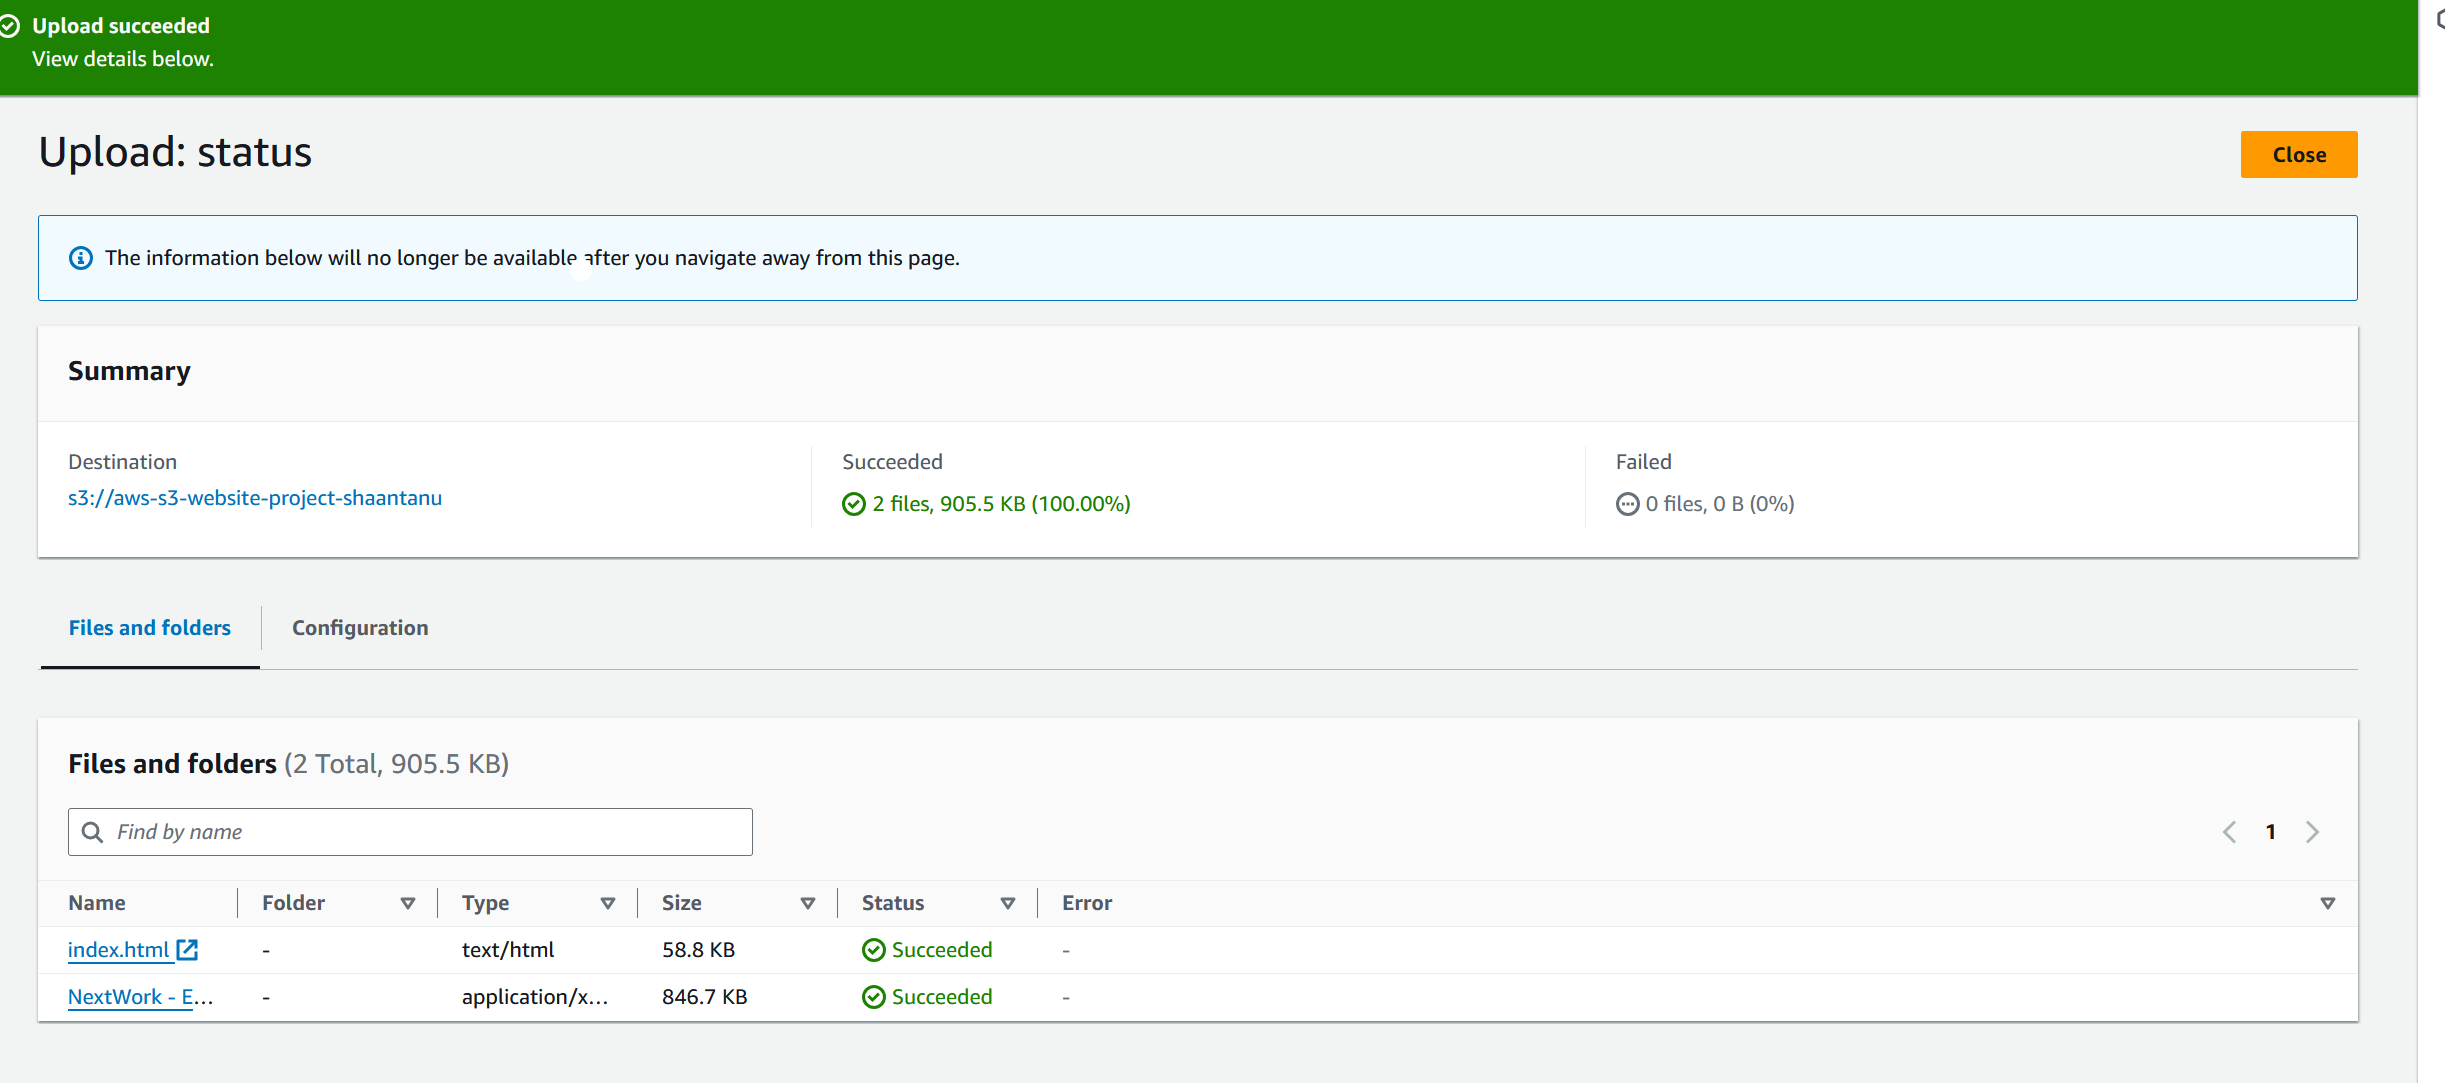 Upload succeeded
View details below.
Upload: status
Close
The information below will no longer be available after you navigate away from this page.
Summary
Destination
s3://aws-s3-website-project-shaantanu
Succeeded
2 files, 905.5 KB (100.00%)
Failed
0 files, 0 B (0%)
Files and folders
Configuration
Files and folders (2 Total, 905.5 KB)
Find by name
1
Name Folder Type Size Status Error
index.html - text/html 58.8 KB Succeeded -
NextWork - E... - application/x... 846.7 KB Succeeded -